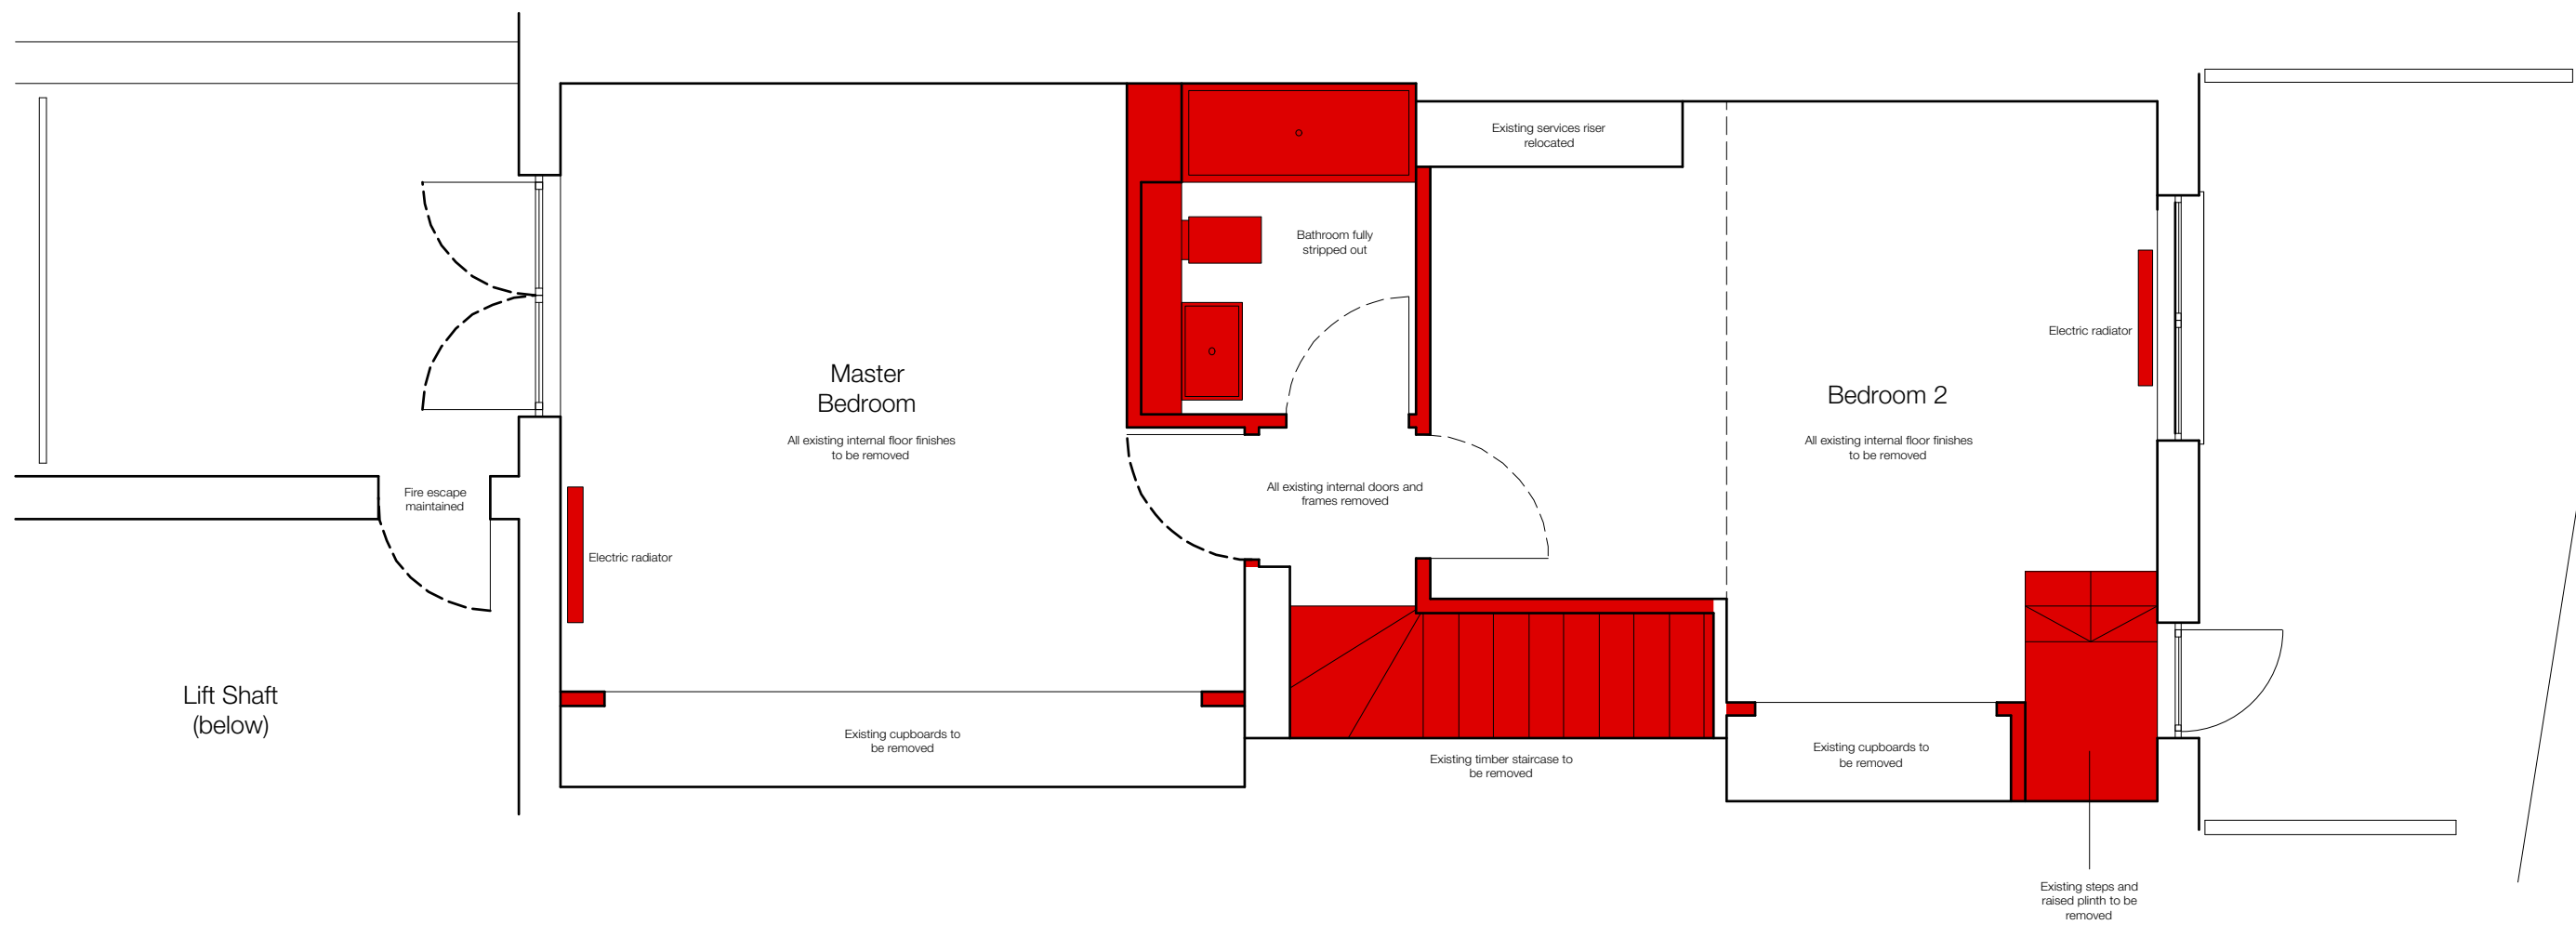 Existing services riser
relocated
Bathroom fully
stripped out
Electric radiator
Master
Bedroom
All existing internal floor finishes
to be removed
Bedroom 2
All existing internal floor finishes
to be removed
Fire escape
maintained
All existing internal doors and
frames removed
Electric radiator
Lift Shaft
(below)
Existing cupboards to
be removed
Existing timber staircase to
be removed
Existing cupboards to
be removed
Existing steps and
raised plinth to be
removed